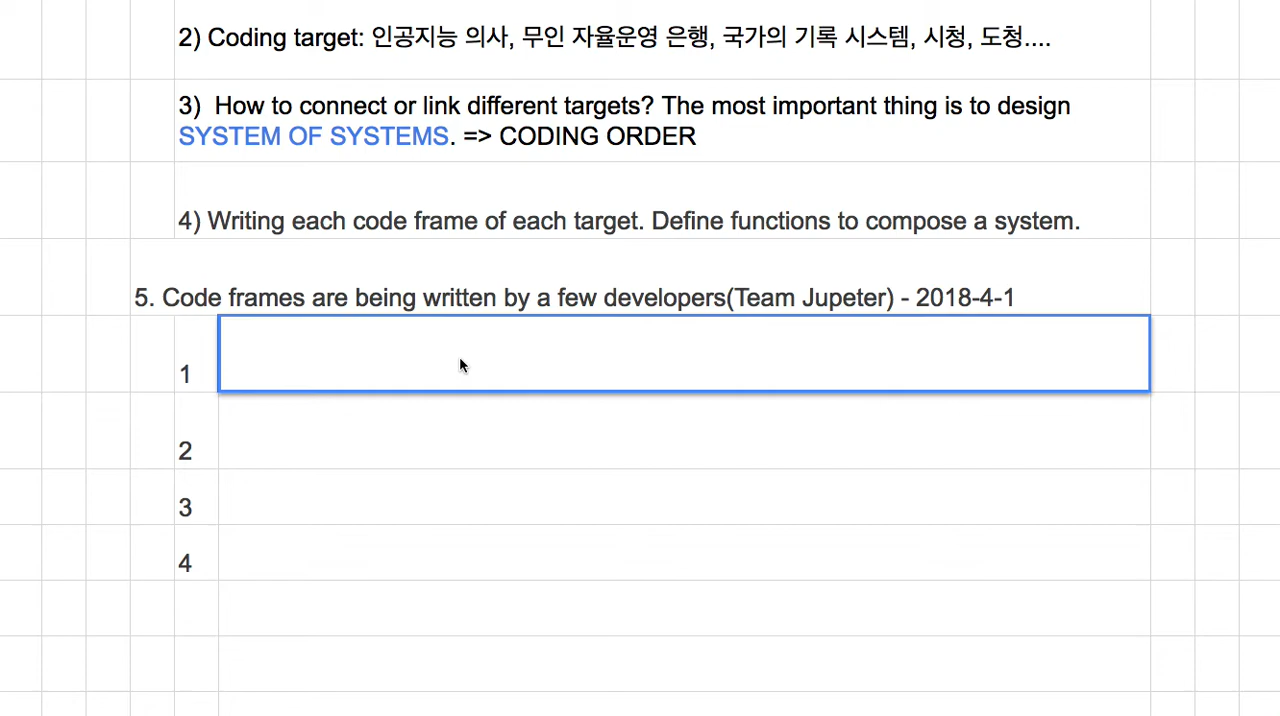 2) Coding target: 인공지능 의사, 무인 자율운영 은행, 국가의 기록 시스템, 시청, 도청....
3)  How to connect or link different targets? The most important thing is to design
SYSTEM OF SYSTEMS. => CODING ORDER
4) Writing each code frame of each target. Define functions to compose a system.
5. Code frames are being written by a few developers(Team Jupeter) - 2018-4-1
1
2
3
4